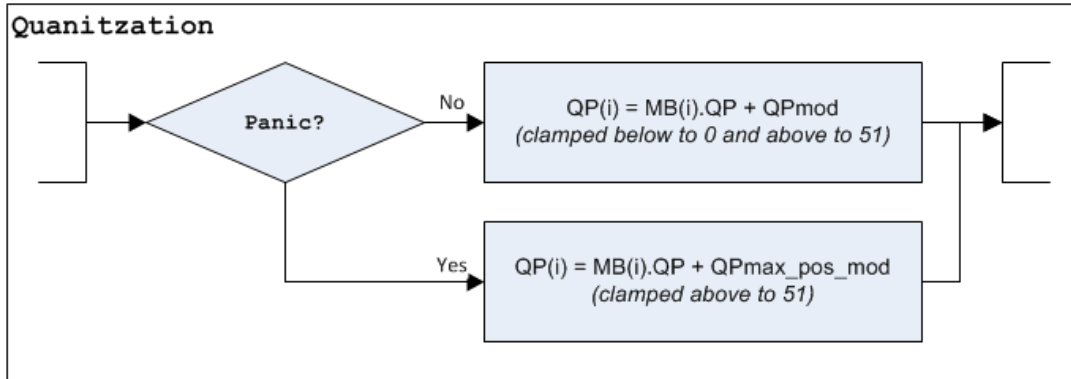 Quanitzation
Panic?
No
QP(i) = MB(i).QP + QPmod
(clamped below to 0 and above to 51)
Yes
QP(i) = MB(i).QP + QPmax_pos_mod
(clamped above to 51)